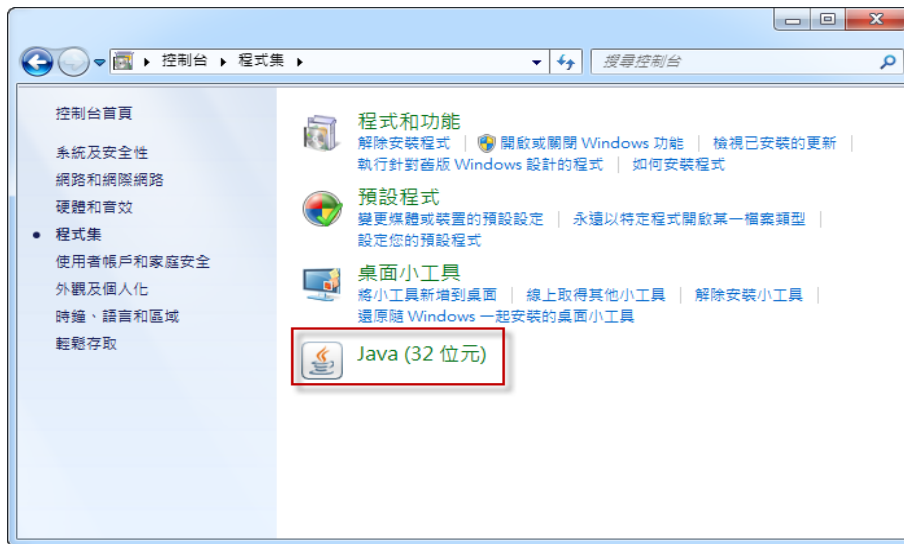 控制台 ▸ 程式集 ▸
搜尋控制台
控制台首頁
系統及安全性
網路和網際網路
硬體和音效
程式集
使用者帳戶和家庭安全
外觀及個人化
時鐘、語言和區域
輕鬆存取
程式和功能
解除安裝程式 | 開啟或關閉 Windows 功能 | 檢視已安裝的更新 |
執行針對舊版 Windows 設計的程式 | 如何安裝程式
預設程式
變更媒體或裝置的預設設定 | 永遠以特定程式開啟某一檔案類型 |
設定您的預設程式
桌面小工具
將小工具新增到桌面 | 線上取得其他小工具 | 解除安裝小工具 |
還原隨 Windows 一起安裝的桌面小工具
Java (32 位元)